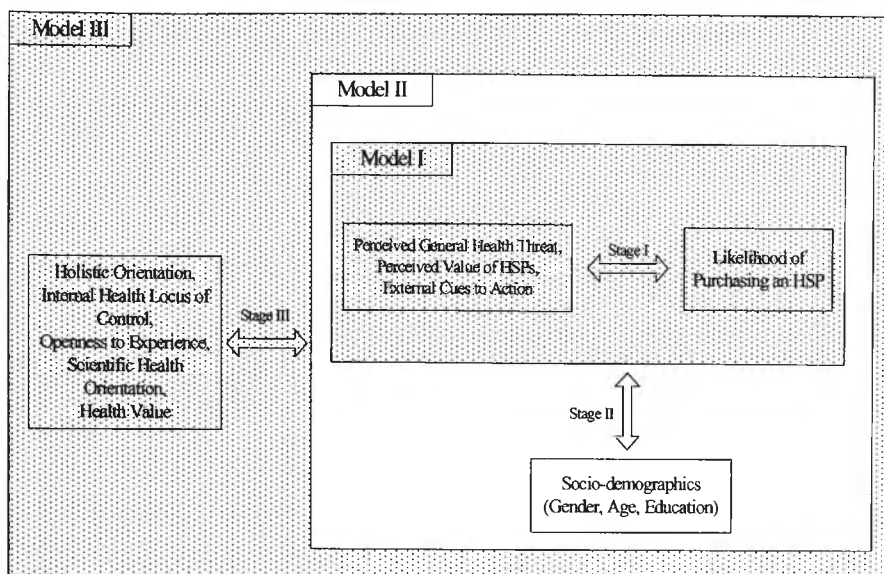 Model III
Model II
Model I
Perceived General Health Threat,
Perceived Value of HSPs,
External Cues to Action
Stage I
Likelihood of
Purchasing an HSP
Holistic Orientation,
Internal Health Locus of
Control,
Openness to Experience,
Scientific Health
Orientation,
Health Value
Stage III
Stage II
Socio-demographics
(Gender, Age, Education)